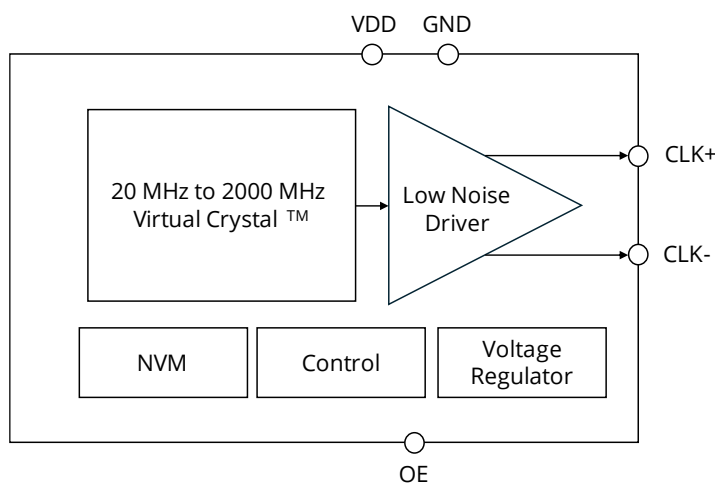 VDD GND
20 MHz to 2000 MHz
Virtual Crystal ™
Low Noise
Driver
CLK+
CLK-
NVM
Control
Voltage
Regulator
OE